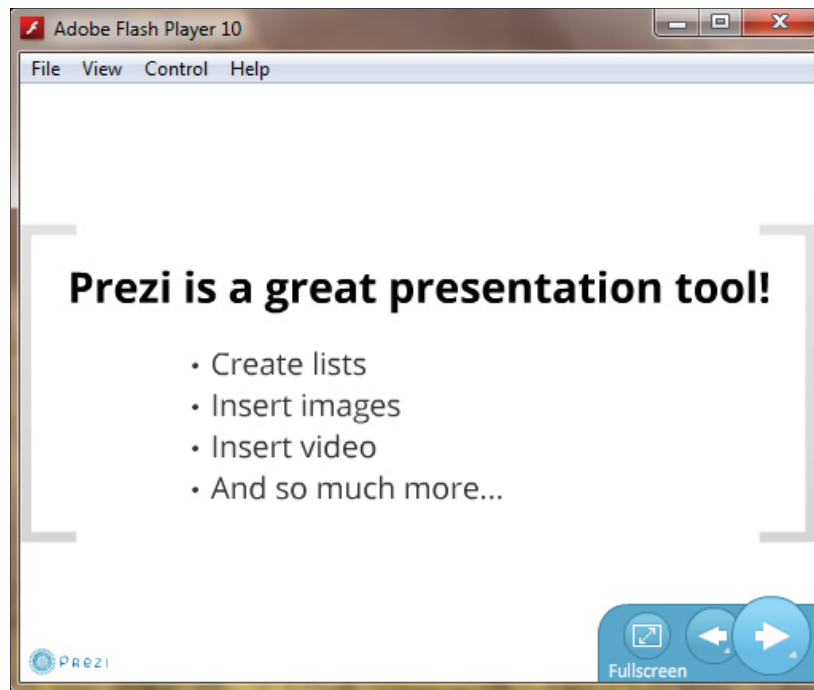 Adobe Flash Player 10
File View Control Help
Prezi is a great presentation tool!
• Create lists
• Insert images
• Insert video
• And so much more...
Prezi
Fullscreen